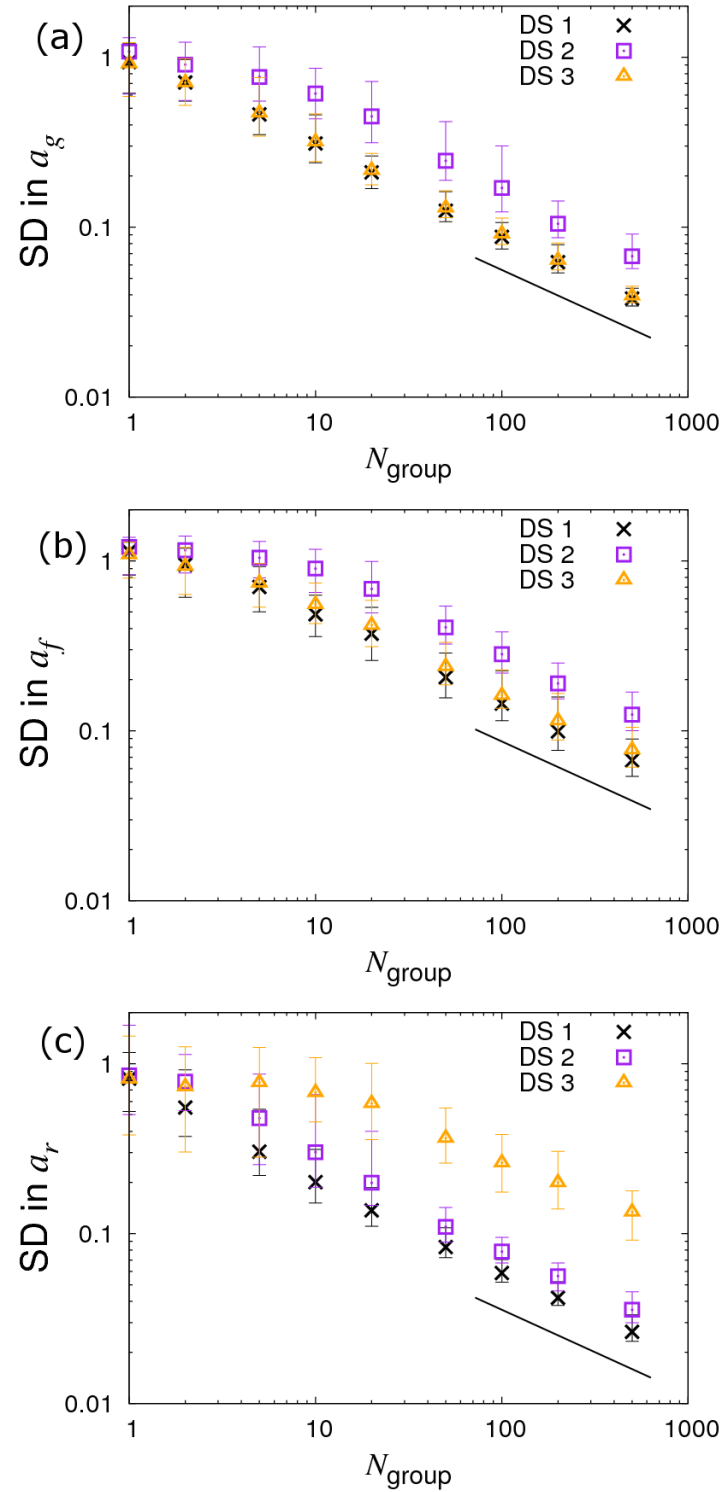 (a)
DS 1
DS 2
DS 3
1
0.1
0.01
SD in a_g
1 10 100 1000
N_group
(b)
DS 1
DS 2
DS 3
1
0.1
0.01
SD in a_f
1 10 100 1000
N_group
(c)
DS 1
DS 2
DS 3
1
0.1
0.01
SD in a_r
1 10 100 1000
N_group